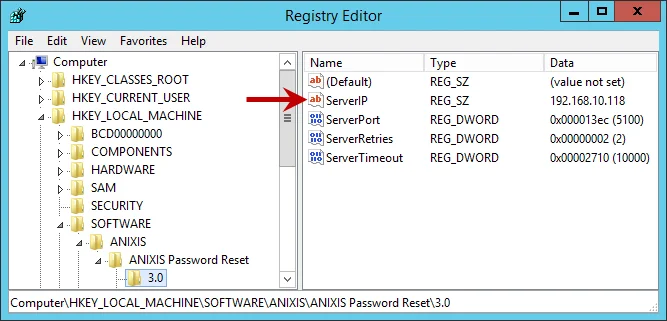 Registry Editor
File Edit View Favorites Help
Computer
HKEY_CLASSES_ROOT
HKEY_CURRENT_USER
HKEY_LOCAL_MACHINE
BCD00000000
COMPONENTS
HARDWARE
SAM
SECURITY
SOFTWARE
ANIXIS
ANIXIS Password Reset
3.0
Name Type Data
ab (Default) REG_SZ (value not set)
ab ServerIP REG_SZ 192.168.10.118
ServerPort REG_DWORD 0x000013ec (5100)
ServerRetries REG_DWORD 0x00000002 (2)
ServerTimeout REG_DWORD 0x00002710 (10000)
Computer\HKEY_LOCAL_MACHINE\SOFTWARE\ANIXIS\ANIXIS Password Reset\3.0